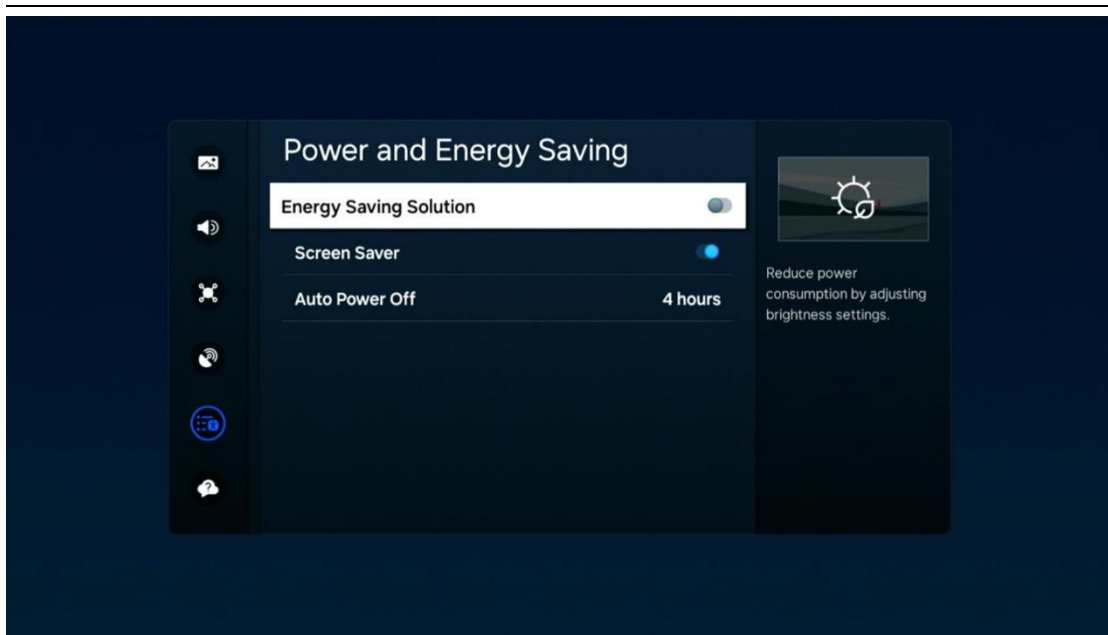 Power and Energy Saving
Energy Saving Solution
Screen Saver
Auto Power Off 4 hours
Reduce power
consumption by adjusting
brightness settings.